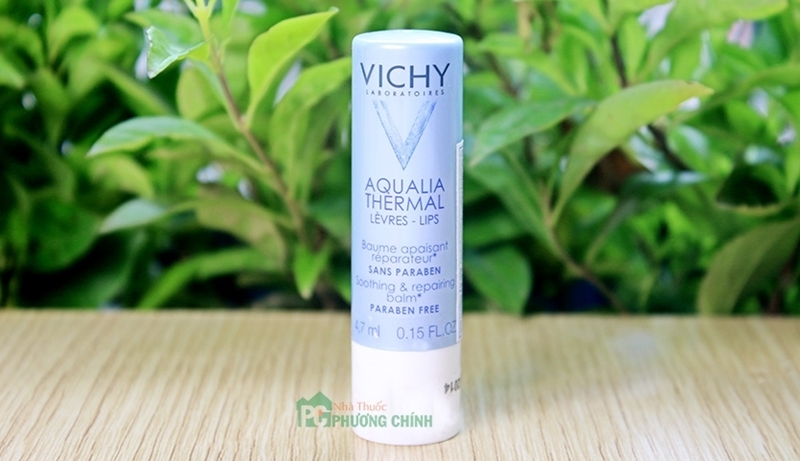 VICHY
LABORATOIRES
AQUALIA
THERMAL
LÈVRES - LIPS
Baume apaisant
réparateur*
SANS PARABEN
Soothing & repairing
balm*
PARABEN FREE
4,7 ml 0.15 FL.OZ
PC
Nhà Thuốc
PHƯƠNG CHÍNH